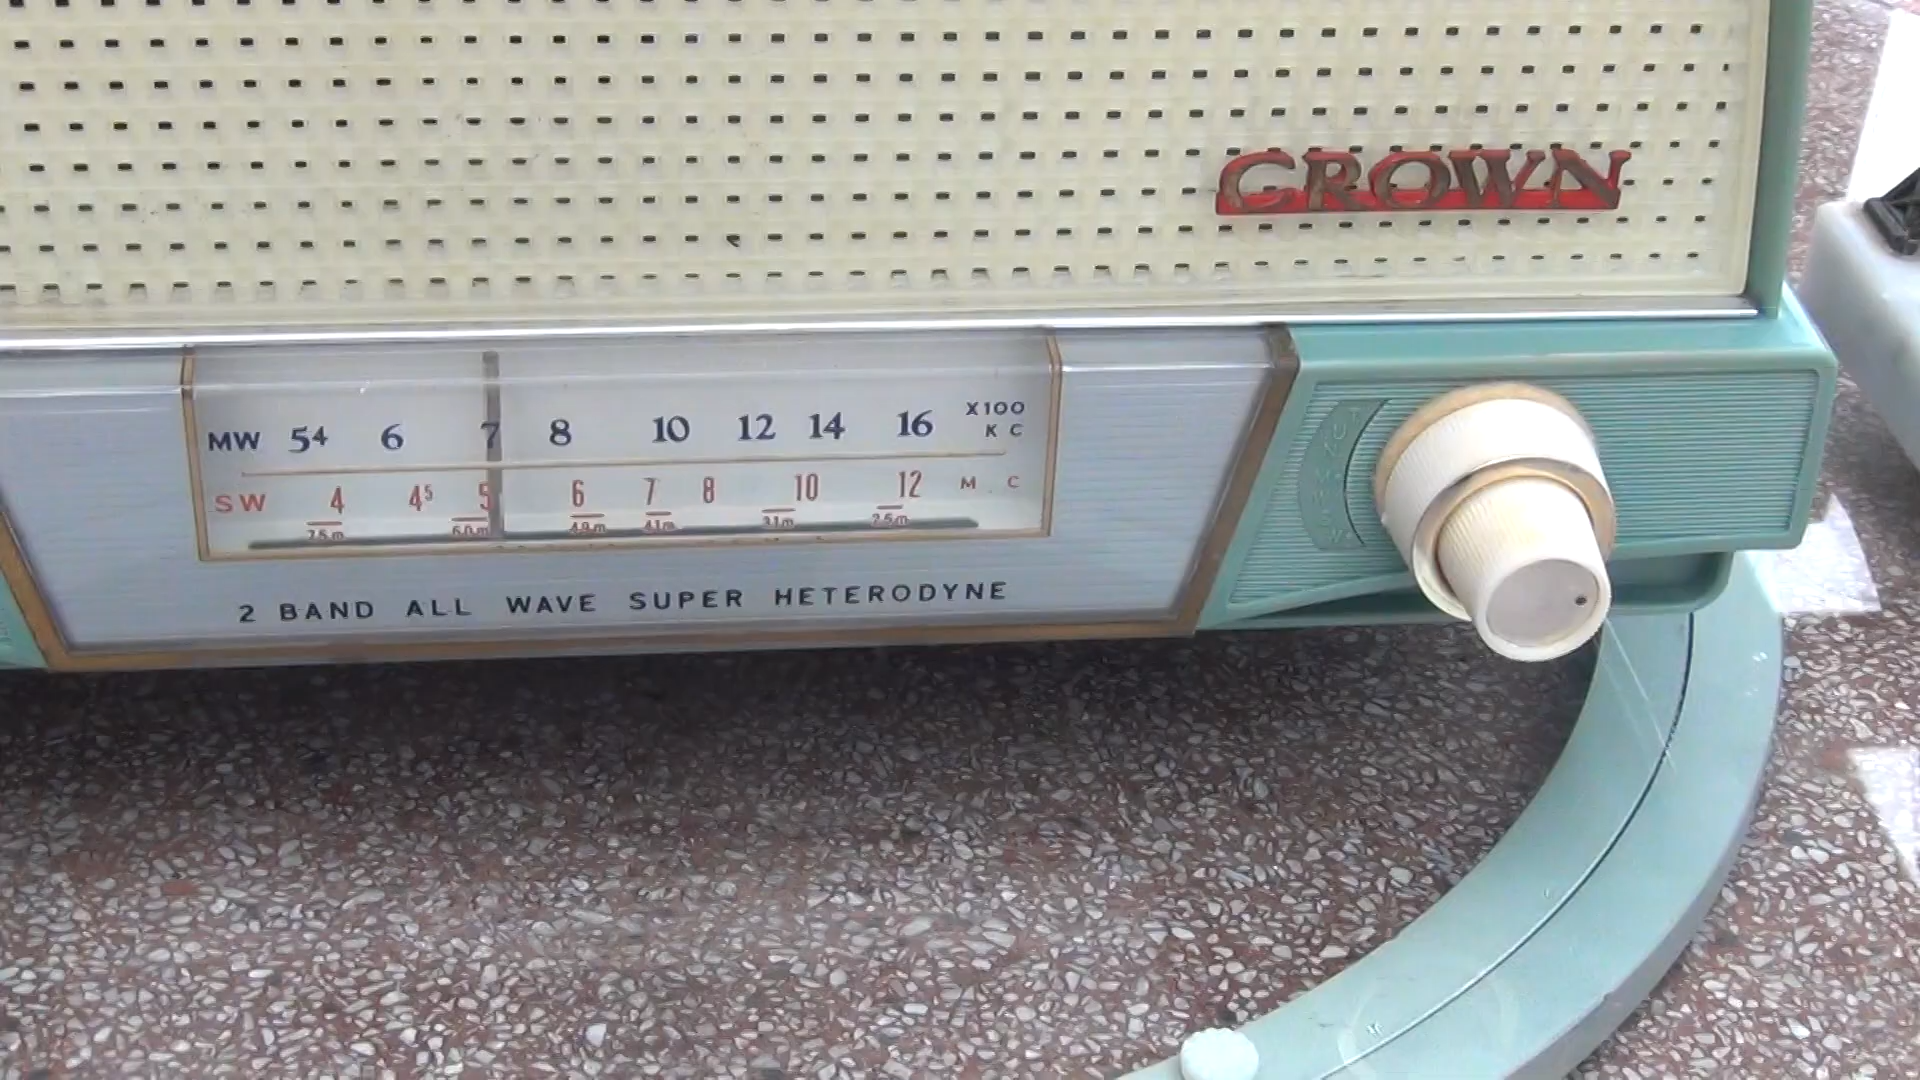 CROWN
MW 54 6 7 8 10 12 14 16 X100 KC
SW 4 4⁵ 5 6 7 8 10 12 MC
75m 60m 49m 41m 31m 25m
2 BAND ALL WAVE SUPER HETERODYNE